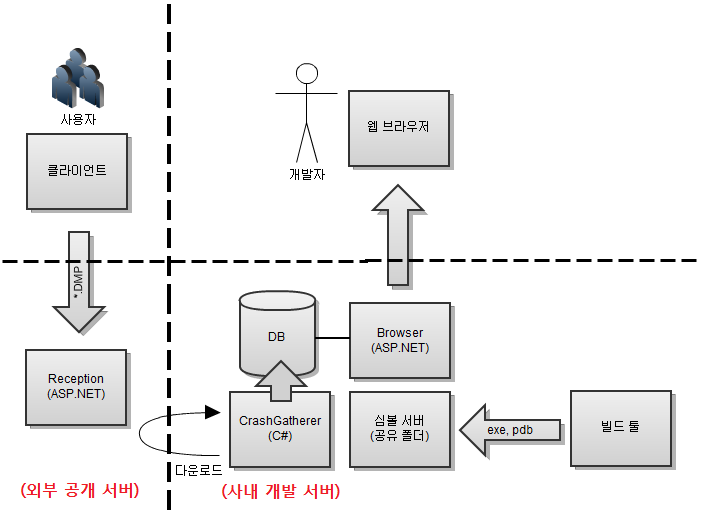 사용자
클라이언트
*.DMP
Reception
(ASP.NET)
(외부 공개 서버)
개발자
웹 브라우저
DB
Browser
(ASP.NET)
CrashGatherer
(C#)
다운로드
심볼 서버
(공유 폴더)
exe, pdb
빌드 툴
(사내 개발 서버)